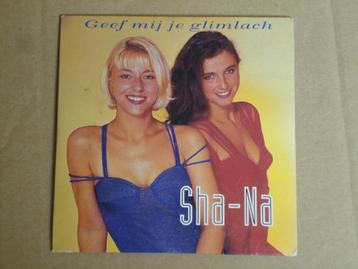 Geef mij je glimlach
Sha-Na